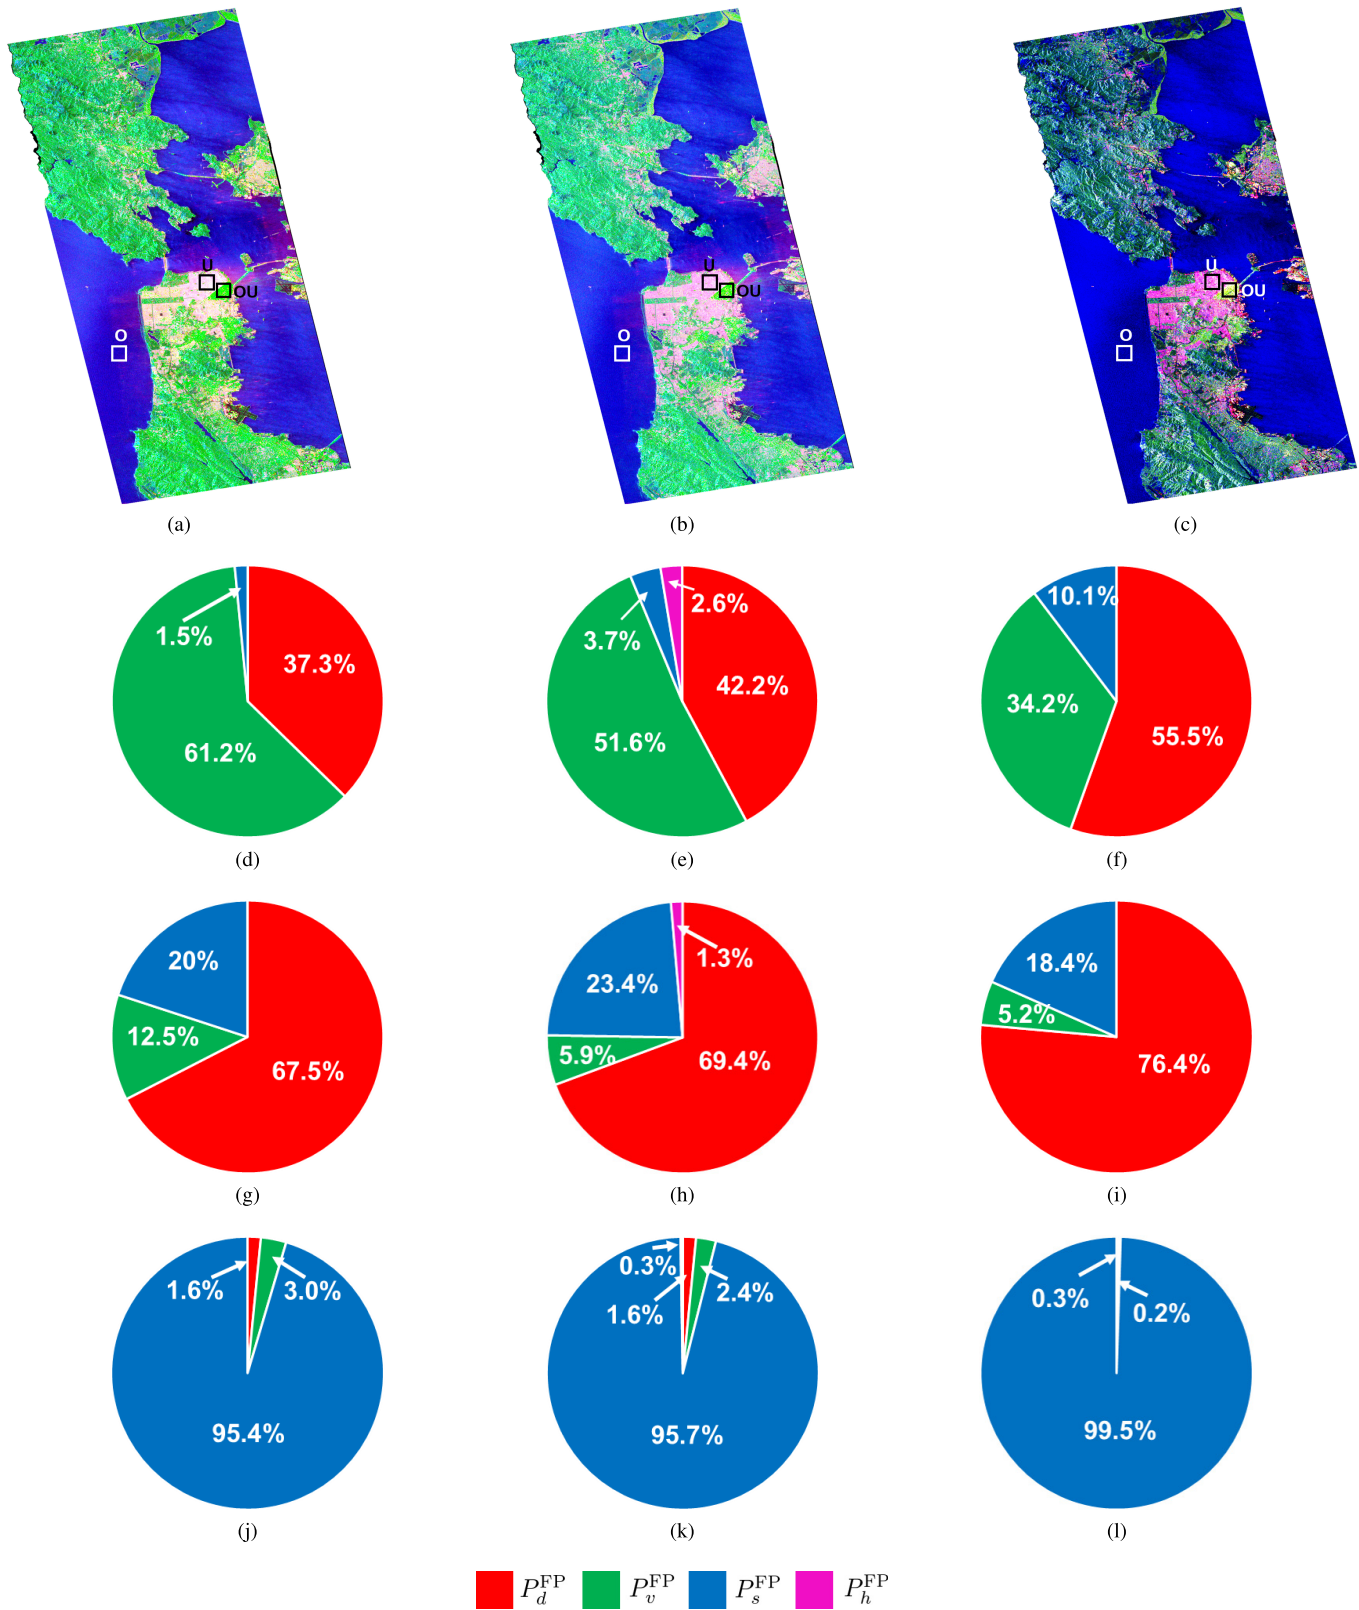 U
OU
O
U
OU
O
U
OU
O
(a)
(b)
(c)
1.5%
37.3%
61.2%
2.6%
3.7%
42.2%
51.6%
10.1%
34.2%
55.5%
(d)
(e)
(f)
20%
12.5%
67.5%
1.3%
23.4%
5.9%
69.4%
18.4%
5.2%
76.4%
(g)
(h)
(i)
1.6%
3.0%
95.4%
0.3%
1.6%
2.4%
95.7%
0.3%
0.2%
99.5%
(j)
(k)
(l)
P_d^FP P_v^FP P_s^FP P_h^FP